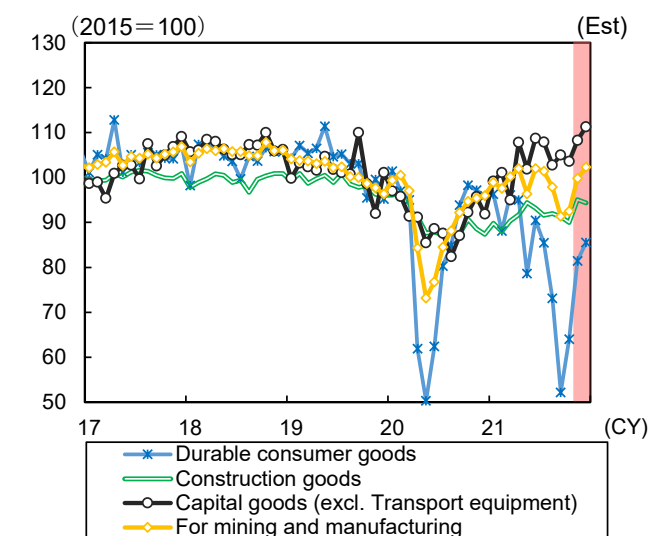 （2015＝100）
(Est)
130
120
110
100
90
80
70
60
50
17 18 19 20 21 (CY)
Durable consumer goods
Construction goods
Capital goods (excl. Transport equipment)
For mining and manufacturing